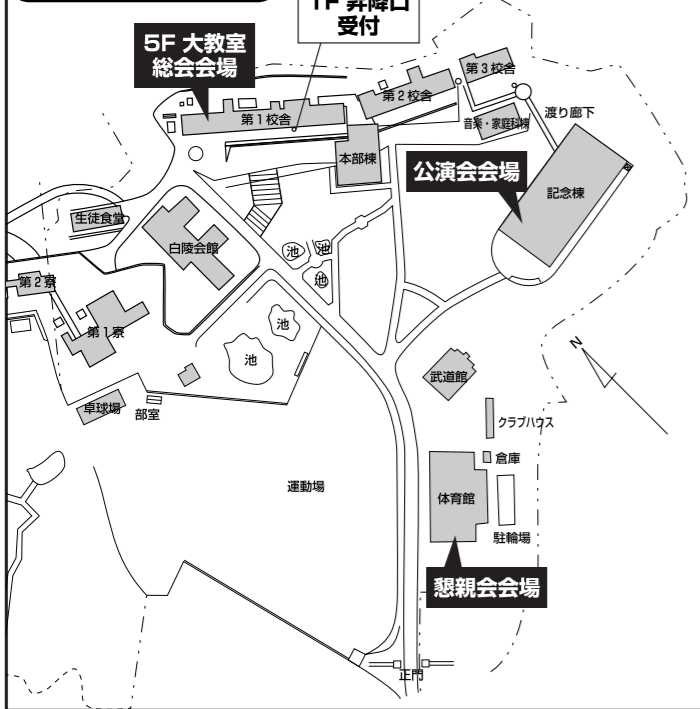 1F 昇降口
受付
5F 大教室
総会会場
第3校舎
第2校舎
第1校舎
音楽・家庭科棟
渡り廊下
本部棟
公演会会場
記念棟
生徒食堂
白陵会館
池
池
池
池
池
第2寮
第1寮
卓球場
部室
武道館
N
クラブハウス
倉庫
体育館
駐輪場
運動場
懇親会会場
正門